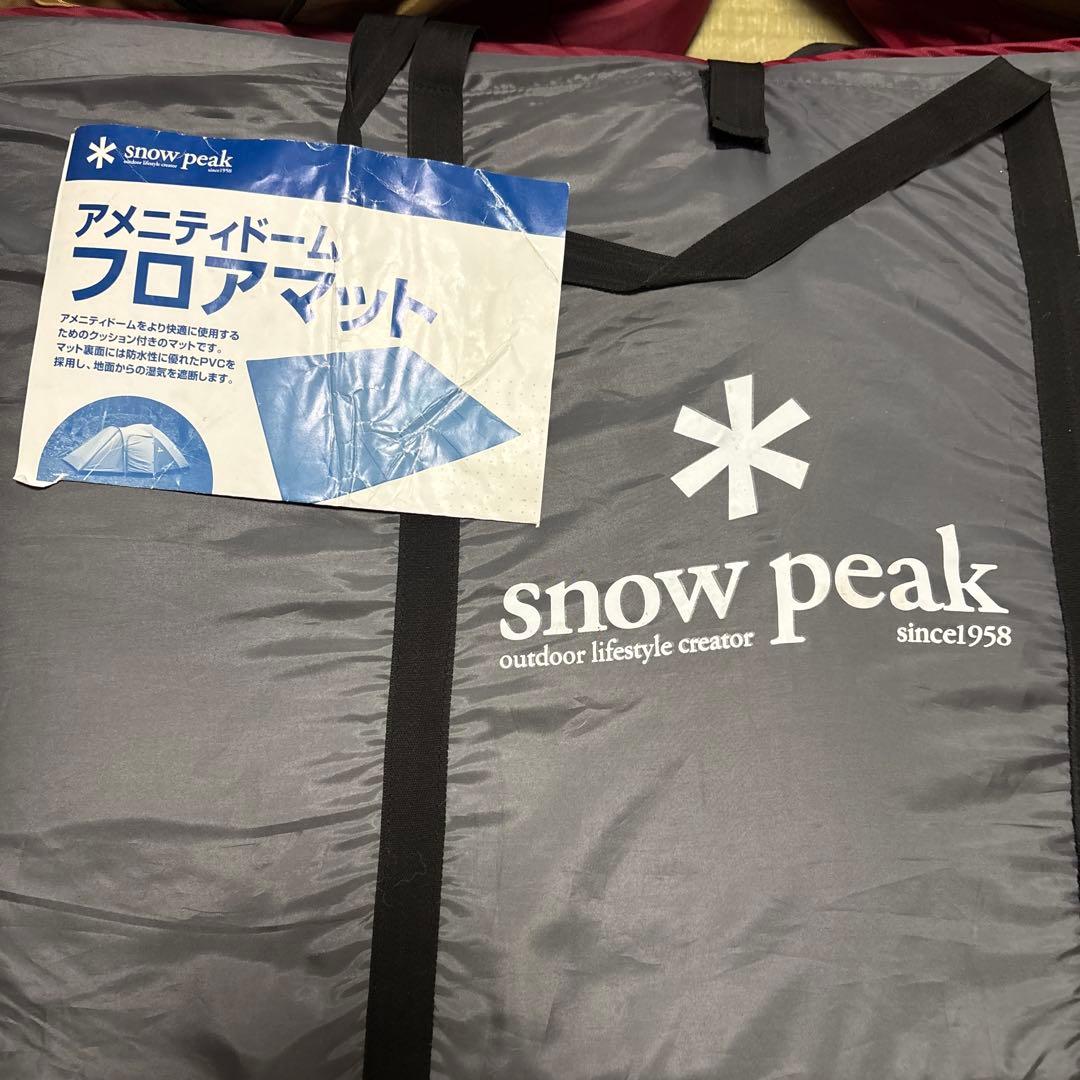 snow peak
outdoor lifestyle creator
since1958
アメニティドーム
フロアマット
アメニティドームをより快適に使用する
ためのクッション付きのマットです。
マット裏面には防水性に優れたPVCを
採用し、地面からの湿気を遮断します。
snow peak
outdoor lifestyle creator
since1958